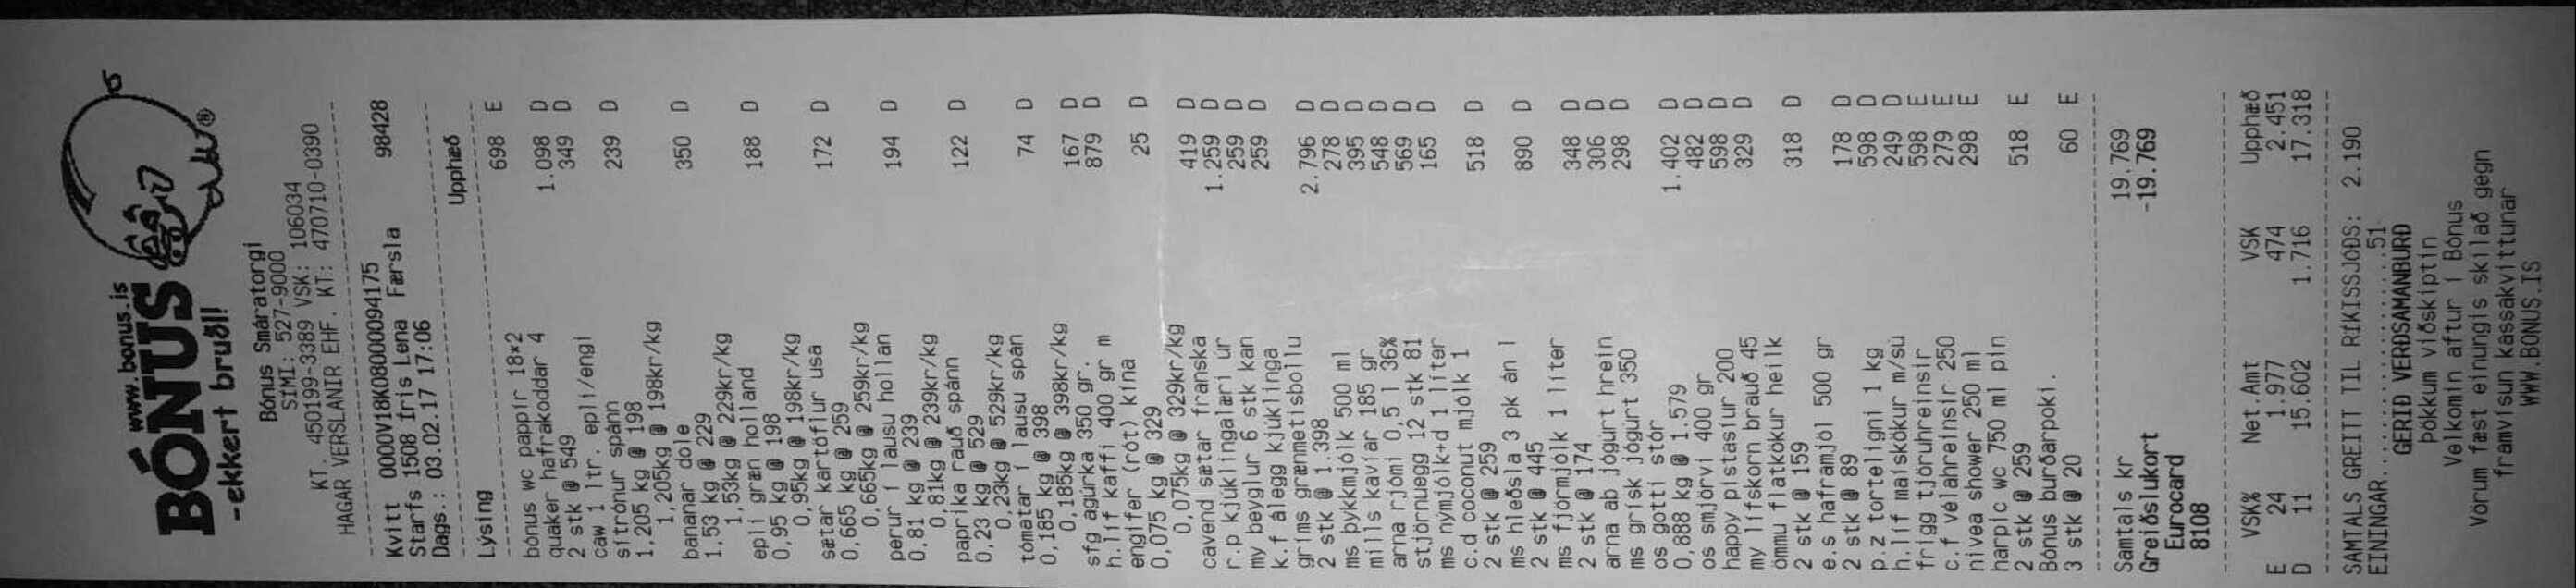 www.bonus.is
BÓNUS ®
-ekkert bruðl!
Bónus Smáratorgi
SÍMI: 527-9000
KT. 450199-3389 VSK: 106034
HAGAR VERSLANIR EHF. KT: 470710-0390
Kvitt 0000V18K080000094175
Starfs 1508 Íris Lena Færsla 98428
Dags.: 03.02.17 17:06
Lýsing Upphæð
bónus wc pappír 18*2 698 E
quaker hafrakoddar 4
2 stk @ 549 1.098 D
caw 1 ltr. epli/engi 349 D
sítrónur spánn
1,205 kg @ 198
1,205kg @ 198kr/kg 239 D
bananar dole
1,53 kg @ 229
1,53kg @ 229kr/kg 350 D
epli græn holland
0,95 kg @ 198
0,95kg @ 198kr/kg 188 D
sætar kartöflur usa
0,665 kg @ 259
0,665kg @ 259kr/kg 172 D
perur í lausu hollan
0,81 kg @ 239
0,81kg @ 239kr/kg 194 D
paprika rauð spánn
0,23 kg @ 529
0,23kg @ 529kr/kg 122 D
tómatar í lausu spán
0,185 kg @ 398
0,185kg @ 398kr/kg 74 D
sfg agúrka 350 gr. 167 D
h.líf kaffi 400 gr m 879 D
engifer (rót) kína
0,075 kg @ 329
0,075kg @ 329kr/kg 25 D
cavend sætar franska 419 D
r.p kjúklingalæri úr 1.259 D
my beyglur 6 stk kan 259 D
k.f álegg kjúklinga 259 D
gríms grænmetisbollu
2 stk @ 1.398 2.796 D
ms þykkmjólk 500 ml 278 D
mills kavíar 185 gr 395 D
arna rjómi 0,5 l 36% 548 D
stjörnuegg 12 stk 81 569 D
ms nýmjólk+d 1 líter 165 D
c.d coconut mjólk 1
2 stk @ 259 518 D
ms hleðsla 3 pk án l
2 stk @ 445 890 D
ms fjörmjólk 1 líter
2 stk @ 174 348 D
arna ab jógúrt hrein 306 D
ms grísk jógúrt 350 298 D
os gotti stór
0,888 kg @ 1.579 1.402 D
os smjörvi 400 gr 482 D
happy pistasíur 200 598 D
my lífskorn brauð 45 329 D
ömmu flatkökur heilk
2 stk @ 159 318 D
e.s haframjöl 500 gr
2 stk @ 89 178 D
p.z torteligni 1 kg 598 D
h.líf maískökur m/sú 249 D
frigg tjöruhreinsir 598 E
c.f vélahreinsir 250 279 E
nivea shower 250 ml 298 E
harpic wc 750 ml pin
2 stk @ 259 518 E
Bónus burðarpoki.
3 stk @ 20 60 E
Samtals kr 19.769
Greiðslukort -19.769
Eurocard
8108
VSK% Net.Amt VSK Upphæð
E 24 1.977 474 2.451
D 11 15.602 1.716 17.318
SAMTALS GREITT TIL RÍKISSJÓÐS: 2.190
EININGAR..................51
GERIÐ VERÐSAMANBURÐ
Þökkum viðskiptin
Velkomin aftur í Bónus
Vörum fæst einungis skilað gegn
framvísun kassakvittunar
WWW.BONUS.IS